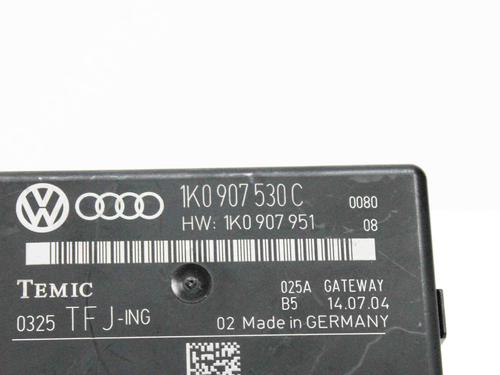 1K0 907 530 C 0080
HW: 1K0 907 951 08
TEMIC 025A GATEWAY
B5 14.07.04
0325 TFJ-ING 02 Made in GERMANY